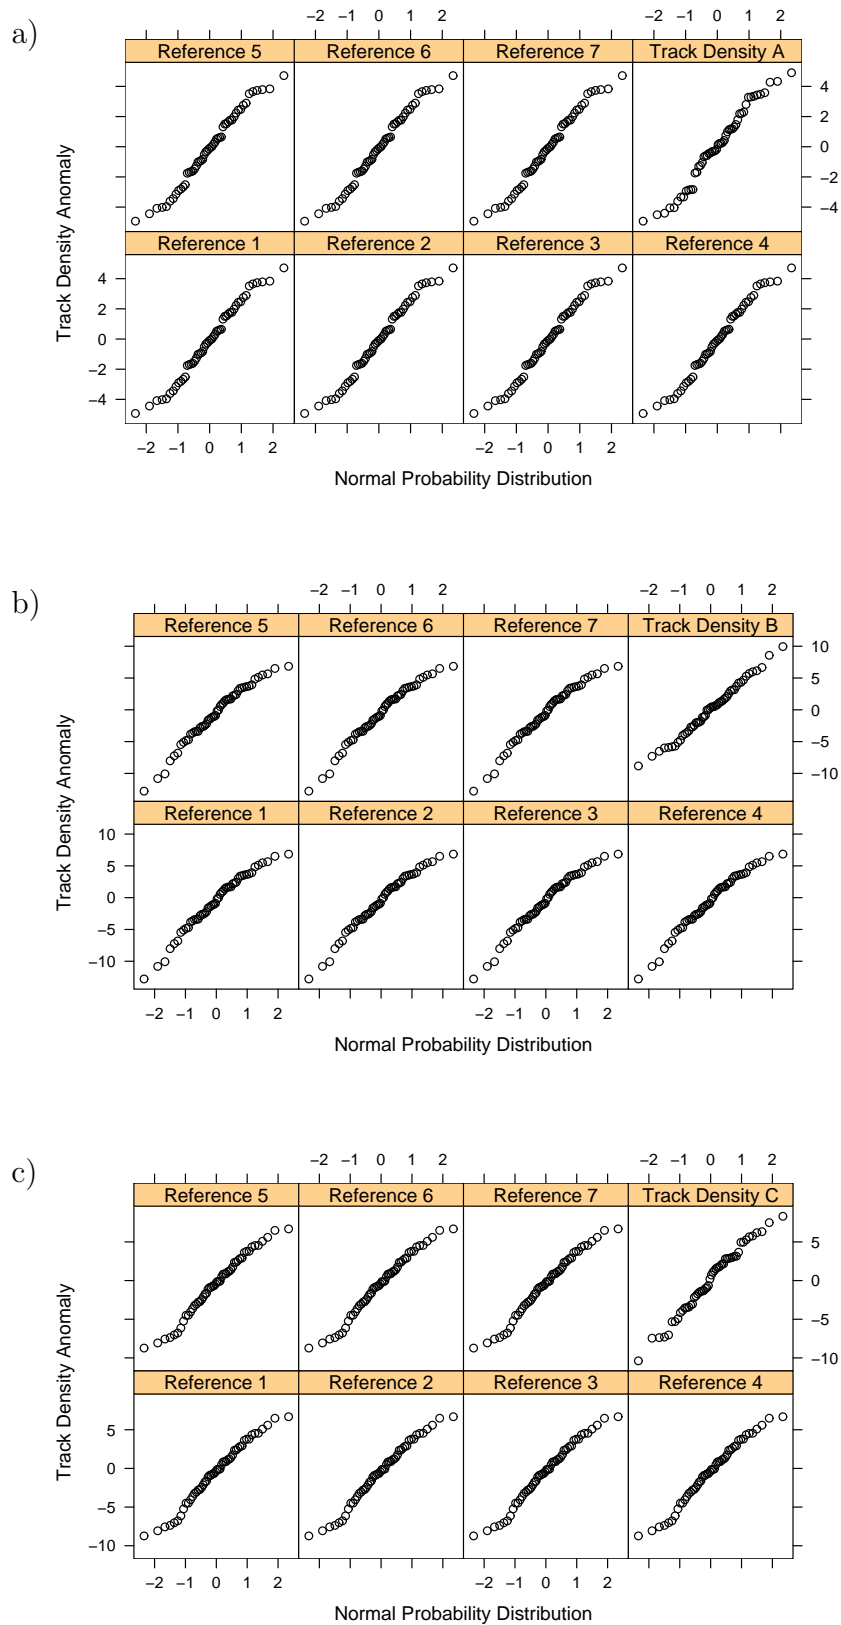 a)
−2 −1 0 1 2 −2 −1 0 1 2
Reference 5 Reference 6 Reference 7 Track Density A
4
2
0
−2
−4
Track Density Anomaly
Reference 1 Reference 2 Reference 3 Reference 4
4
2
0
−2
−4
−2 −1 0 1 2 −2 −1 0 1 2
Normal Probability Distribution
b)
−2 −1 0 1 2 −2 −1 0 1 2
Reference 5 Reference 6 Reference 7 Track Density B
10
5
0
−5
−10
Track Density Anomaly
Reference 1 Reference 2 Reference 3 Reference 4
10
5
0
−5
−10
−2 −1 0 1 2 −2 −1 0 1 2
Normal Probability Distribution
c)
−2 −1 0 1 2 −2 −1 0 1 2
Reference 5 Reference 6 Reference 7 Track Density C
5
0
−5
−10
Track Density Anomaly
Reference 1 Reference 2 Reference 3 Reference 4
5
0
−5
−10
−2 −1 0 1 2 −2 −1 0 1 2
Normal Probability Distribution